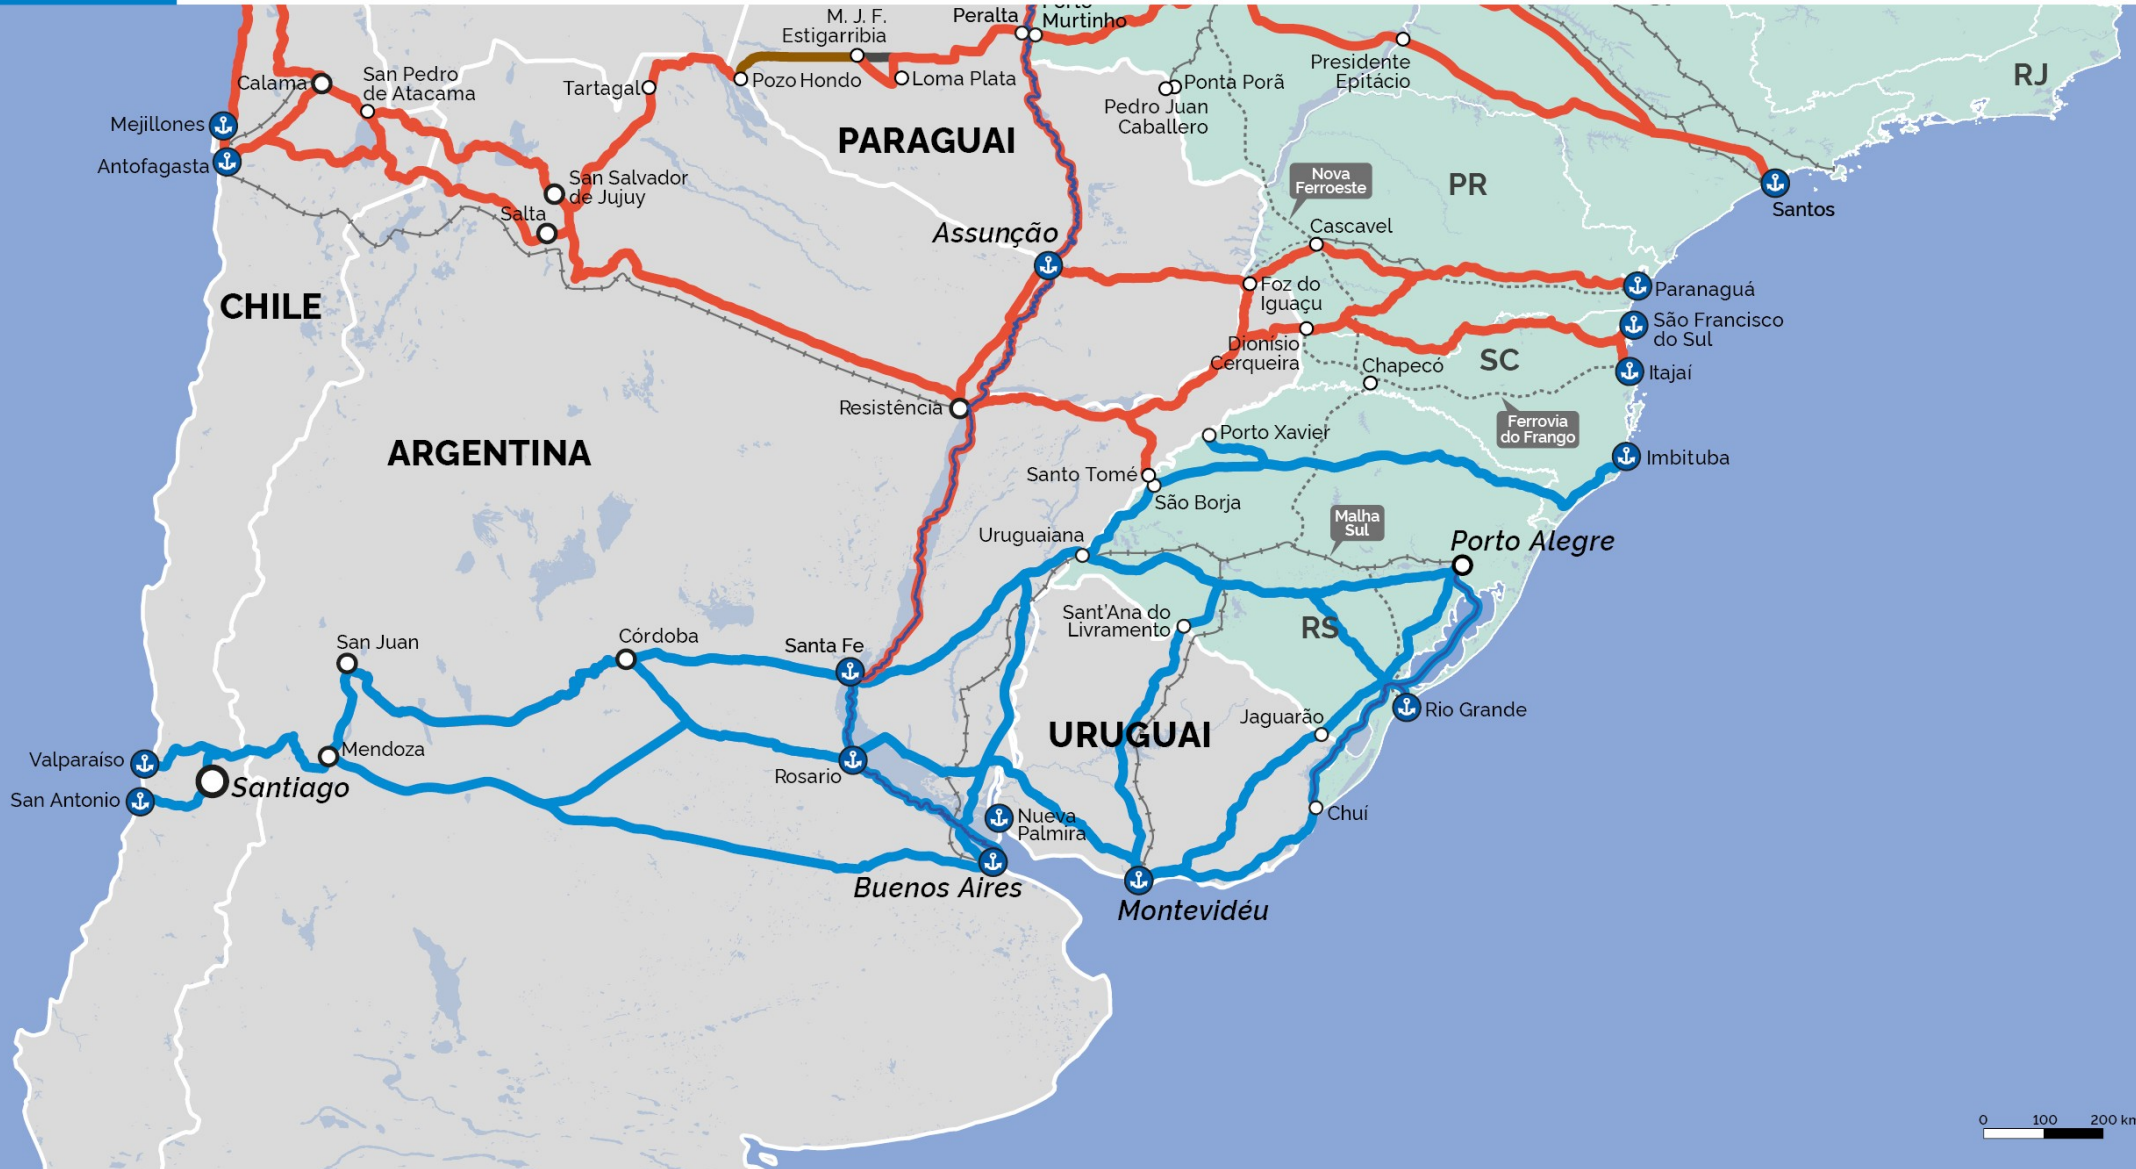 M. J. F.
Estigarribia
Peralta
Porto
Murtinho
Calama
San Pedro
de Atacama
Tartagal
Pozo Hondo
Loma Plata
Ponta Porã
Pedro Juan
Caballero
Presidente
Epitácio
RJ
Mejillones
Antofagasta
PARAGUAI
San Salvador
de Jujuy
Salta
Nova
Ferroeste
PR
Santos
Assunção
Cascavel
CHILE
Foz do
Iguaçu
Paranaguá
São Francisco
do Sul
Dionísio
Cerqueira
Chapecó
SC
Itajaí
Resistência
Ferrovia
do Frango
ARGENTINA
Porto Xavier
Imbituba
Santo Tomé
São Borja
Uruguaiana
Malha
Sul
Porto Alegre
Sant'Ana do
Livramento
RS
San Juan
Córdoba
Santa Fe
Jaguarão
Rio Grande
URUGUAI
Valparaíso
Mendoza
Rosario
Santiago
San Antonio
Nueva
Palmira
Chuí
Buenos Aires
Montevidéu
0 100 200 km